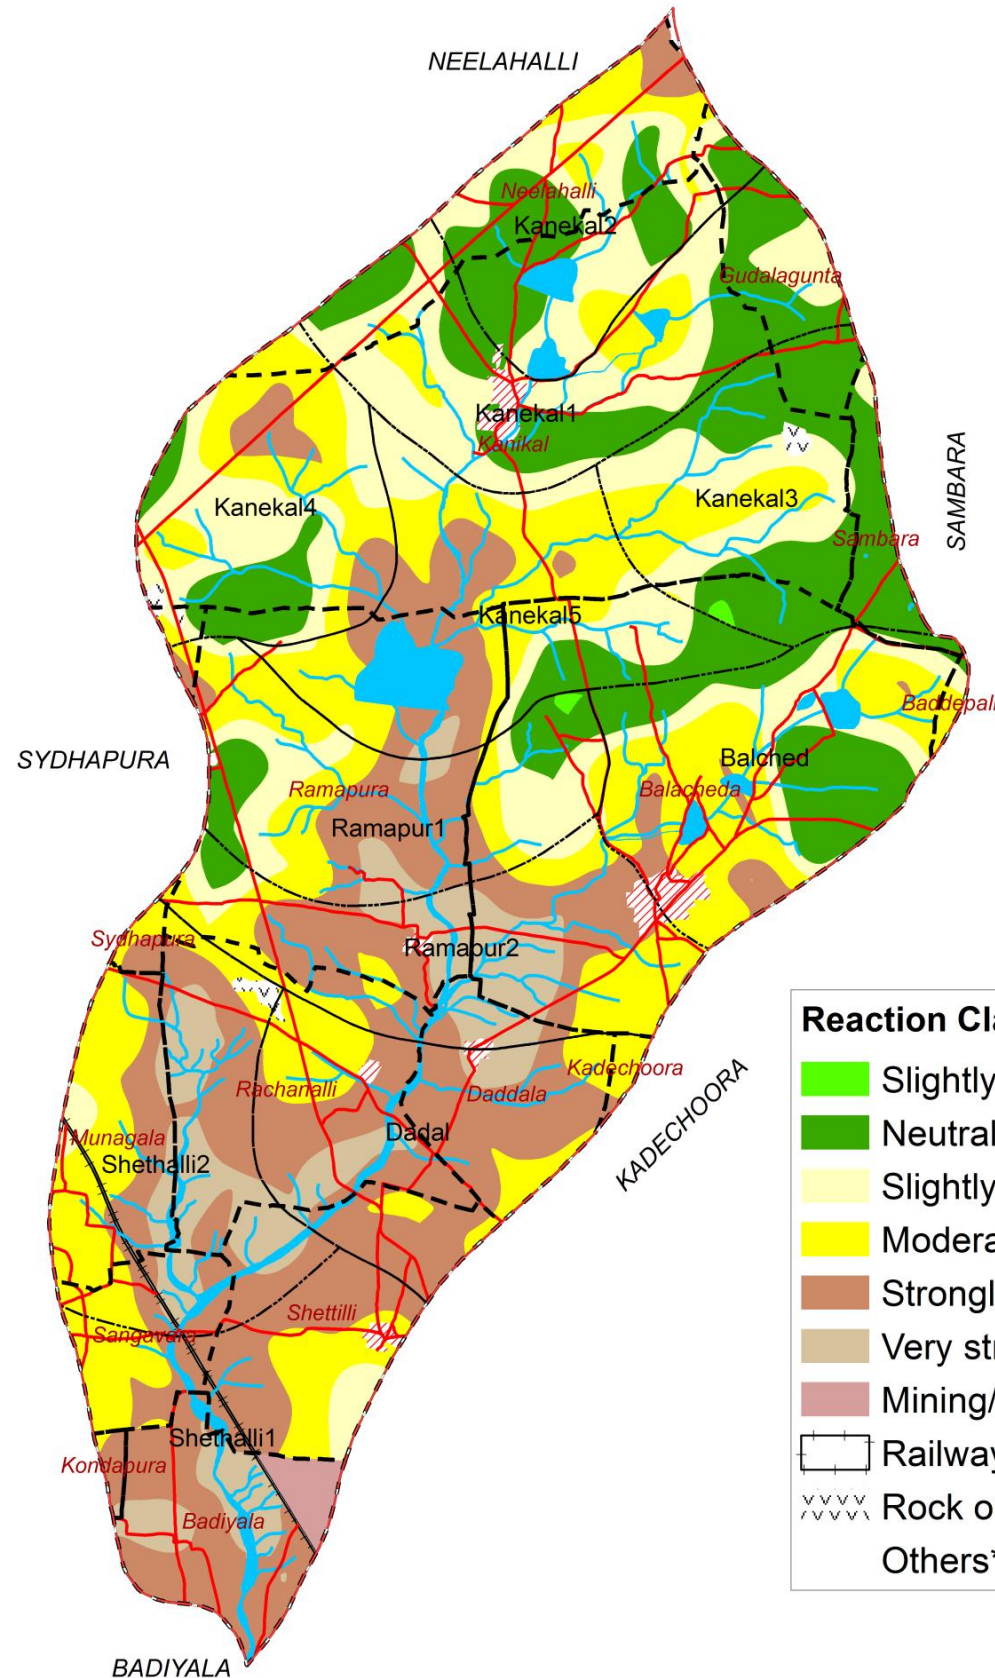 NEELAHALLI
Neelahalli
Kanekal2
Gudalagunta
Kanekal1
Kanikal
Kanekal3
Kanekal4
SAMBARA
Sambara
Kanekal5
Baddepalli
SYDHAPURA
Balched
Ramapura
Balacheda
Ramapur1
Sydhapura
Ramapur2
Reaction Cla
Slightly
Neutral
Slightly
Modera
Strongl
Very str
Mining/
Railway
Rock o
Others*
Kadechoora
KADECHOORA
Rachanalli
Daddala
Dadal
Munagala
Shethalli2
Shettilli
Sangavara
Shethalli1
Kondapura
Badiyala
BADIYALA